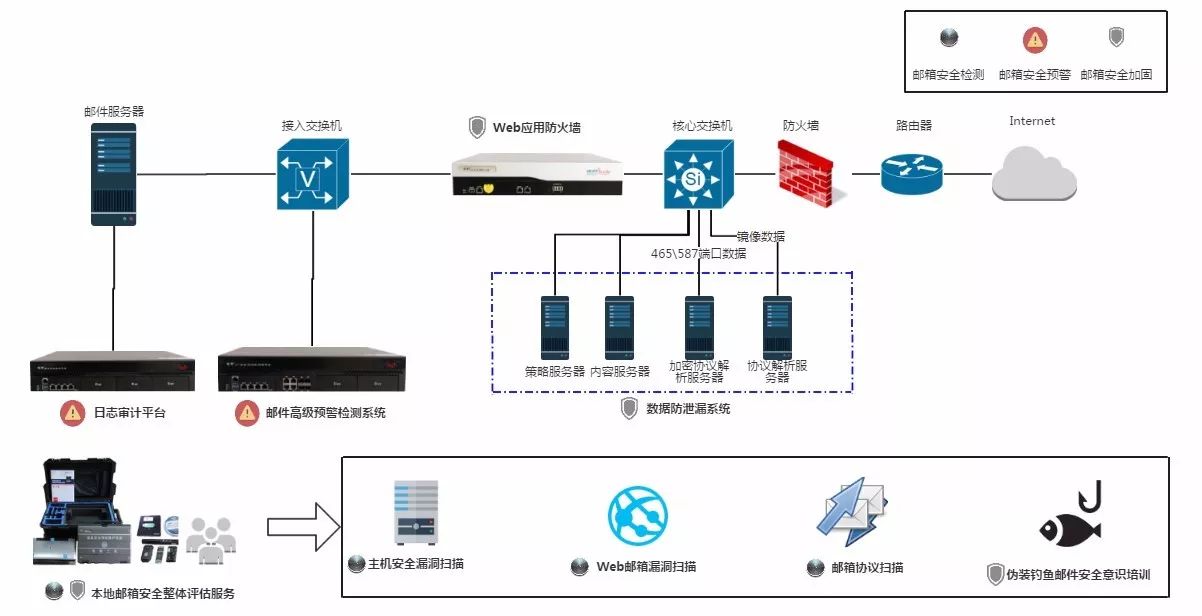 邮箱安全检测
邮箱安全预警
邮箱安全加固
邮件服务器
接入交换机
Web应用防火墙
核心交换机
防火墙
路由器
Internet
V
Si
镜像数据
465\587端口数据
策略服务器
内容服务器
加密协议解
析服务器
协议解析服
务器
数据防泄漏系统
日志审计平台
邮件高级预警检测系统
本地邮箱安全整体评估服务
主机安全漏洞扫描
Web邮箱漏洞扫描
邮箱协议扫描
伪装钓鱼邮件安全意识培训